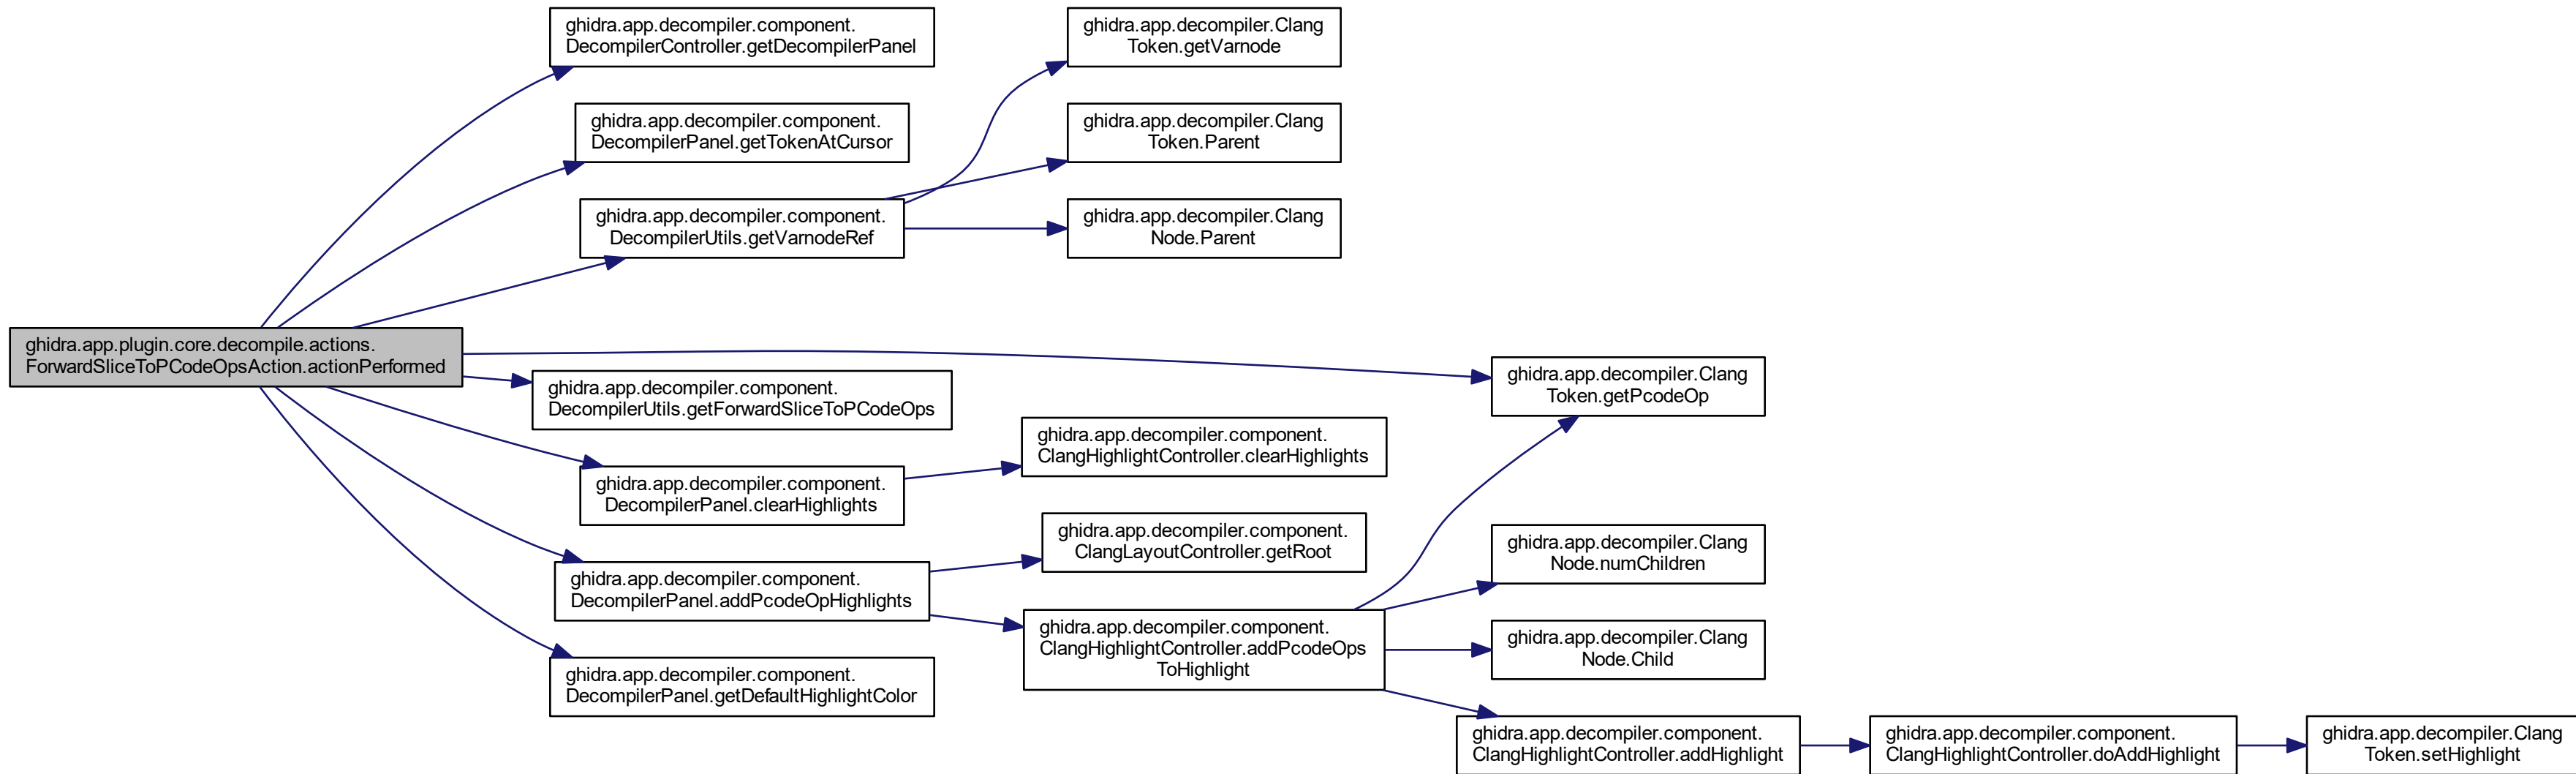 ghidra.app.plugin.core.decompile.actions.
ForwardSliceToPCodeOpsAction.actionPerformed
ghidra.app.decompiler.component.
DecompilerController.getDecompilerPanel
ghidra.app.decompiler.component.
DecompilerPanel.getTokenAtCursor
ghidra.app.decompiler.component.
DecompilerUtils.getVarnodeRef
ghidra.app.decompiler.Clang
Token.getVarnode
ghidra.app.decompiler.Clang
Token.Parent
ghidra.app.decompiler.Clang
Node.Parent
ghidra.app.decompiler.Clang
Token.getPcodeOp
ghidra.app.decompiler.component.
DecompilerUtils.getForwardSliceToPCodeOps
ghidra.app.decompiler.component.
DecompilerPanel.clearHighlights
ghidra.app.decompiler.component.
ClangHighlightController.clearHighlights
ghidra.app.decompiler.component.
DecompilerPanel.addPcodeOpHighlights
ghidra.app.decompiler.component.
ClangLayoutController.getRoot
ghidra.app.decompiler.component.
ClangHighlightController.addPcodeOps
ToHighlight
ghidra.app.decompiler.Clang
Node.numChildren
ghidra.app.decompiler.Clang
Node.Child
ghidra.app.decompiler.component.
ClangHighlightController.addHighlight
ghidra.app.decompiler.component.
ClangHighlightController.doAddHighlight
ghidra.app.decompiler.Clang
Token.setHighlight
ghidra.app.decompiler.component.
DecompilerPanel.getDefaultHighlightColor